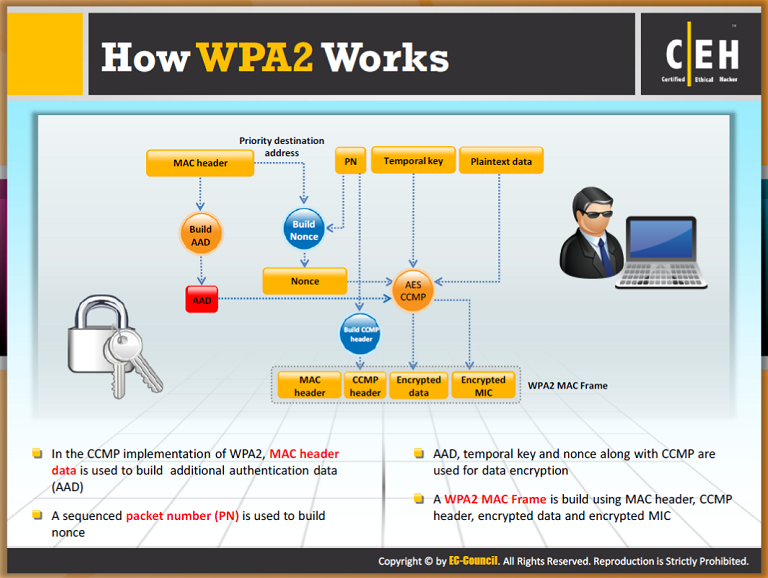 How WPA2 Works
CEH
TM
Certified Ethical Hacker
Priority destination
address
MAC header
PN
Temporal key
Plaintext data
Build
AAD
Build
Nonce
Nonce
AES
CCMP
AAD
Build CCMP
header
MAC
header
CCMP
header
Encrypted
data
Encrypted
MIC
WPA2 MAC Frame
In the CCMP implementation of WPA2, MAC header
data is used to build additional authentication data
(AAD)
A sequenced packet number (PN) is used to build
nonce
AAD, temporal key and nonce along with CCMP are
used for data encryption
A WPA2 MAC Frame is build using MAC header, CCMP
header, encrypted data and encrypted MIC
Copyright © by EG-Council. All Rights Reserved. Reproduction is Strictly Prohibited.